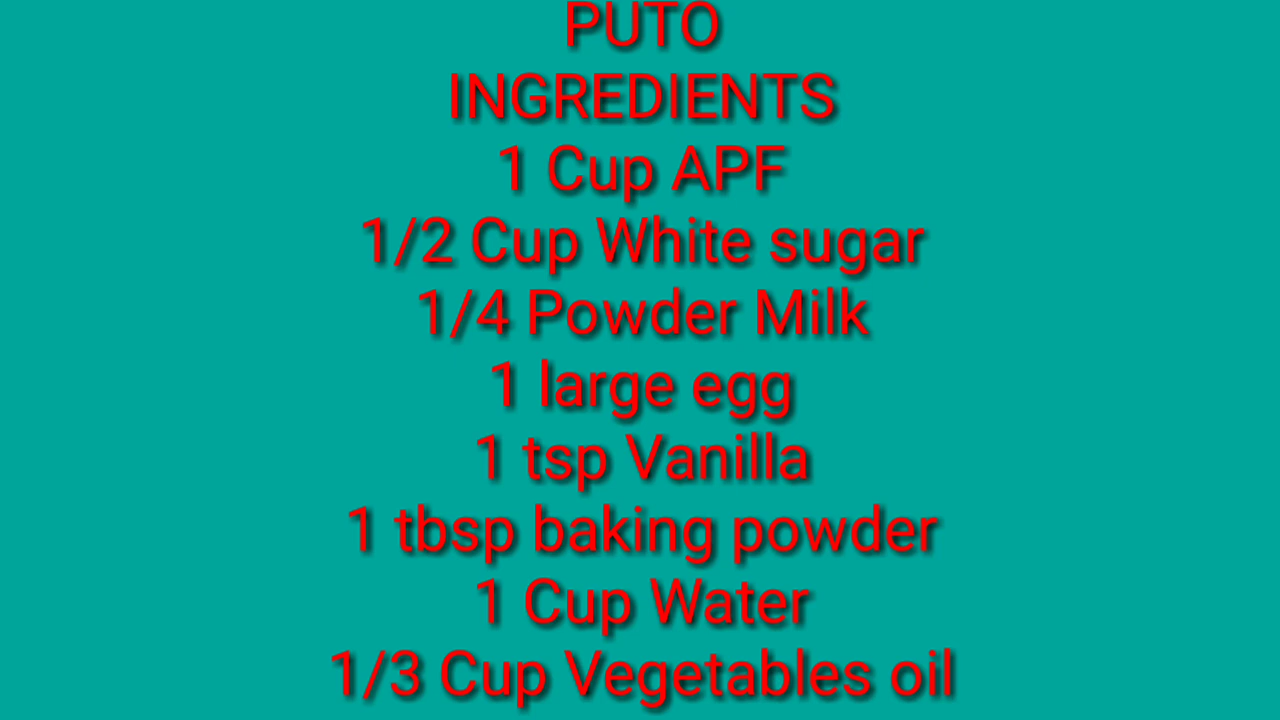 PUTO
INGREDIENTS
1 Cup APF
1/2 Cup White sugar
1/4 Powder Milk
1 large egg
1 tsp Vanilla
1 tbsp baking powder
1 Cup Water
1/3 Cup Vegetables oil